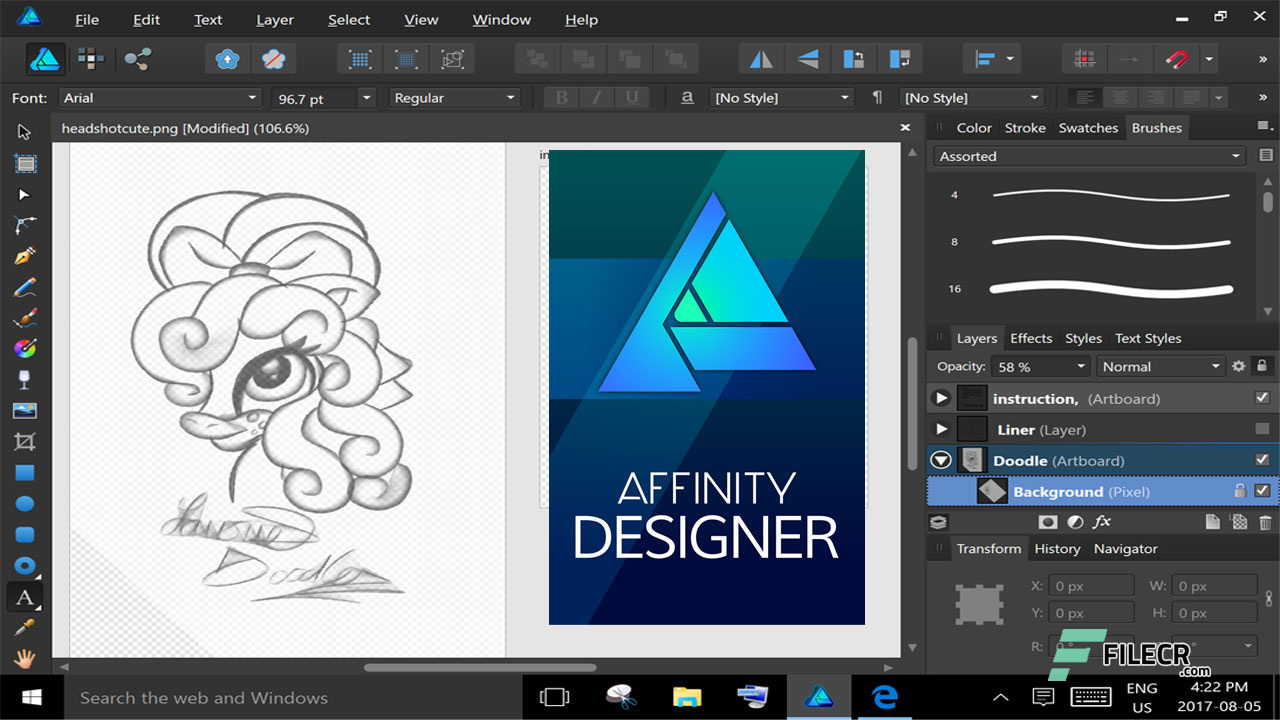 File Edit Text Layer Select View Window Help
Font: Arial 96.7 pt Regular B I U a [No Style] ¶ [No Style]
headshotcute.png [Modified] (106.6%)
Color Stroke Swatches Brushes
Assorted
4
8
16
AFFINITY
DESIGNER
Layers Effects Styles Text Styles
Opacity: 58 % Normal
instruction, (Artboard)
Liner (Layer)
Doodle (Artboard)
Background (Pixel)
fx
Transform History Navigator
X: 0 px W: 0 px
Y: 0 px H: 0 px
R:
A
FILECR
.com
Search the web and Windows
ENG
US
4:22 PM
2017-08-05